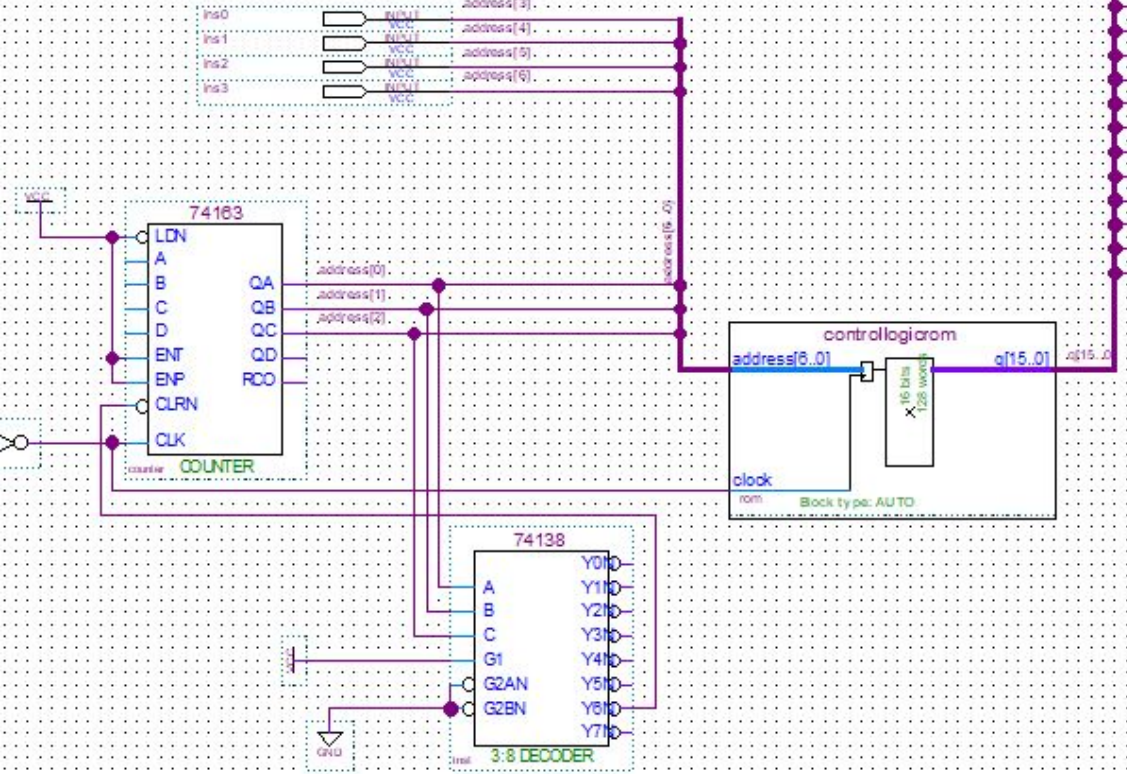 address[3]
ins0 INPUT VCC address[4]
ins1 INPUT VCC address[5]
ins2 INPUT VCC address[6]
ins3 INPUT VCC
VCC
74163
LDN
A
B QA address[0]
C QB address[1]
D QC address[2]
ENT QD
ENP RCO
CLRN
CLK
counter COUNTER
address[6..0]
controllogicrom
address[6..0] q[15..0] q[15..0]
16 bits
128 words
clock
rom
Block type: AUTO
74138
Y0N
A Y1N
B Y2N
C Y3N
VCC G1 Y4N
G2AN Y5N
G2BN Y6N
Y7N
GND
inst 3:8 DECODER